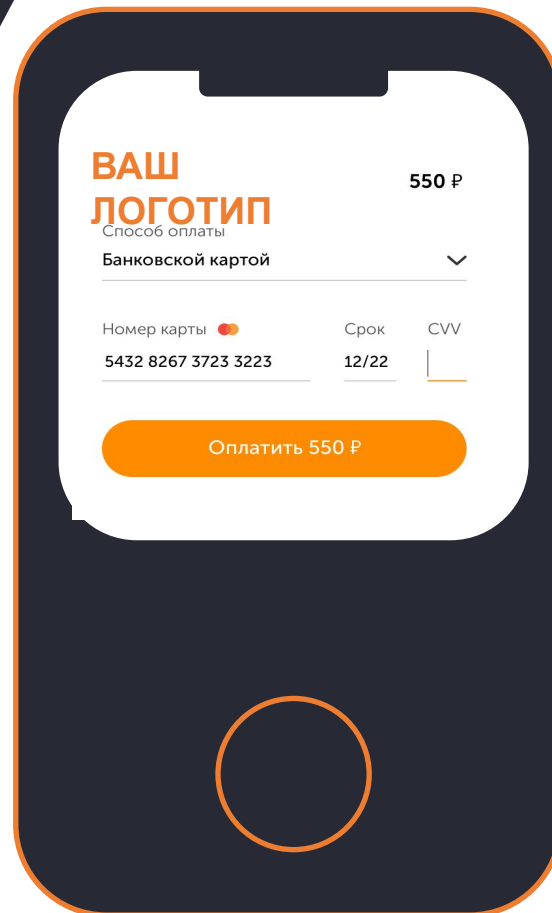 ВАШ
ЛОГОТИП
550 ₽
Способ оплаты
Банковской картой
Номер карты Срок CVV
5432 8267 3723 3223 12/22
Оплатить 550 ₽